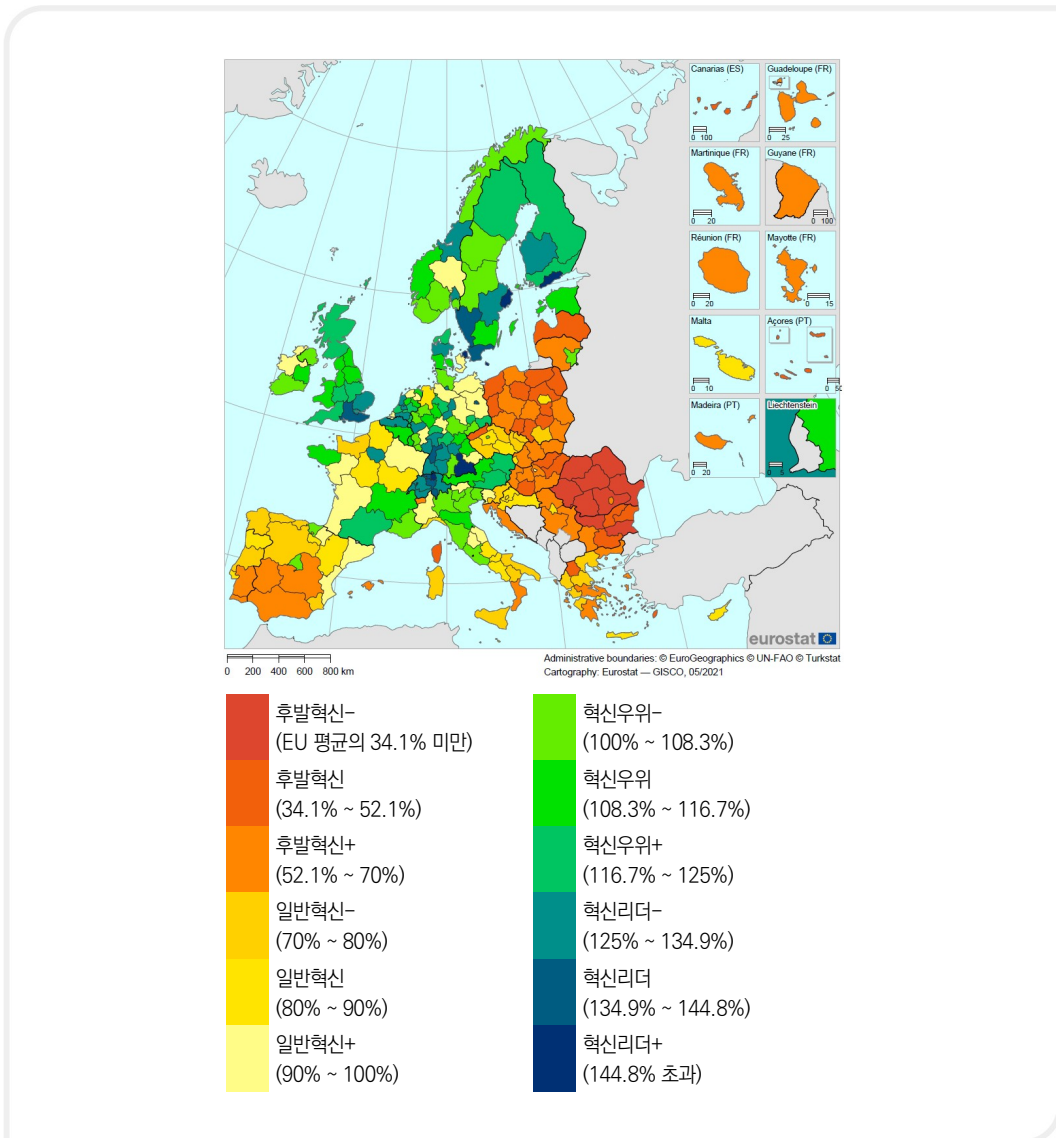 Canarias (ES)
0 100
Guadeloupe (FR)
0 25
Martinique (FR)
0 20
Guyane (FR)
0 100
Réunion (FR)
0 20
Mayotte (FR)
0 15
Malta
0 10
Açores (PT)
0 50
Madeira (PT)
0 20
Liechtenstein
0 5
eurostat
0 200 400 600 800 km
Administrative boundaries: © EuroGeographics © UN-FAO © Turkstat
Cartography: Eurostat — GISCO, 05/2021
후발혁신−
(EU 평균의 34.1% 미만)
후발혁신
(34.1% ~ 52.1%)
후발혁신+
(52.1% ~ 70%)
일반혁신−
(70% ~ 80%)
일반혁신
(80% ~ 90%)
일반혁신+
(90% ~ 100%)
혁신우위−
(100% ~ 108.3%)
혁신우위
(108.3% ~ 116.7%)
혁신우위+
(116.7% ~ 125%)
혁신리더−
(125% ~ 134.9%)
혁신리더
(134.9% ~ 144.8%)
혁신리더+
(144.8% 초과)